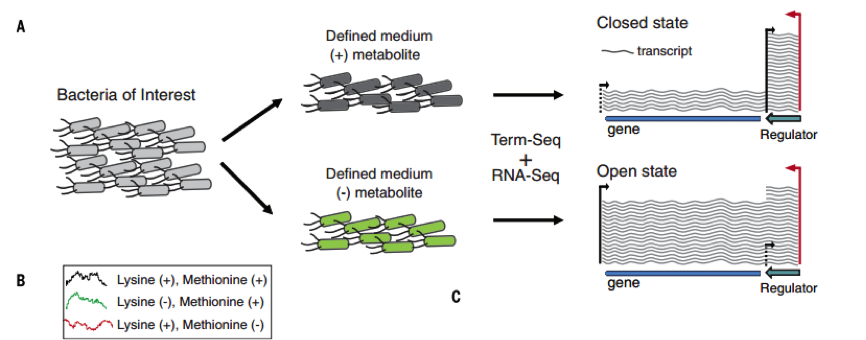 A
Bacteria of Interest
Defined medium
(+) metabolite
Defined medium
(-) metabolite
Term-Seq
+
RNA-Seq
Closed state
transcript
gene
Regulator
Open state
gene
Regulator
B
Lysine (+), Methionine (+)
Lysine (-), Methionine (+)
Lysine (+), Methionine (-)
C